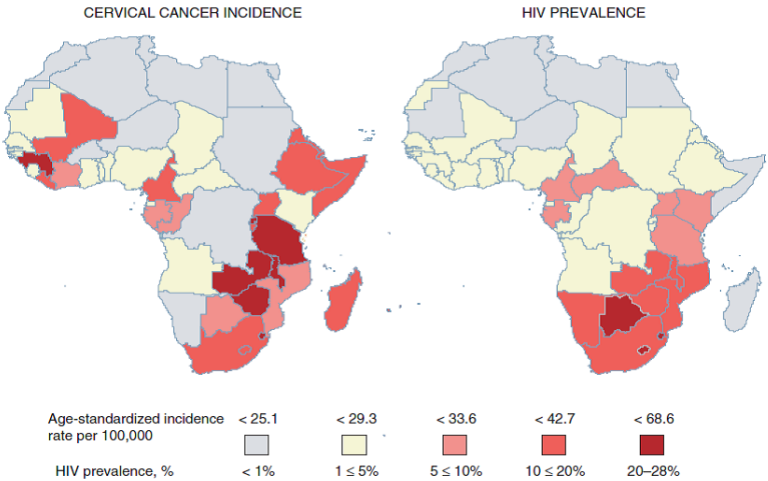 CERVICAL CANCER INCIDENCE HIV PREVALENCE
Age-standardized incidence < 25.1 < 29.3 < 33.6 < 42.7 < 68.6
rate per 100,000
HIV prevalence, % < 1% 1 ≤ 5% 5 ≤ 10% 10 ≤ 20% 20–28%